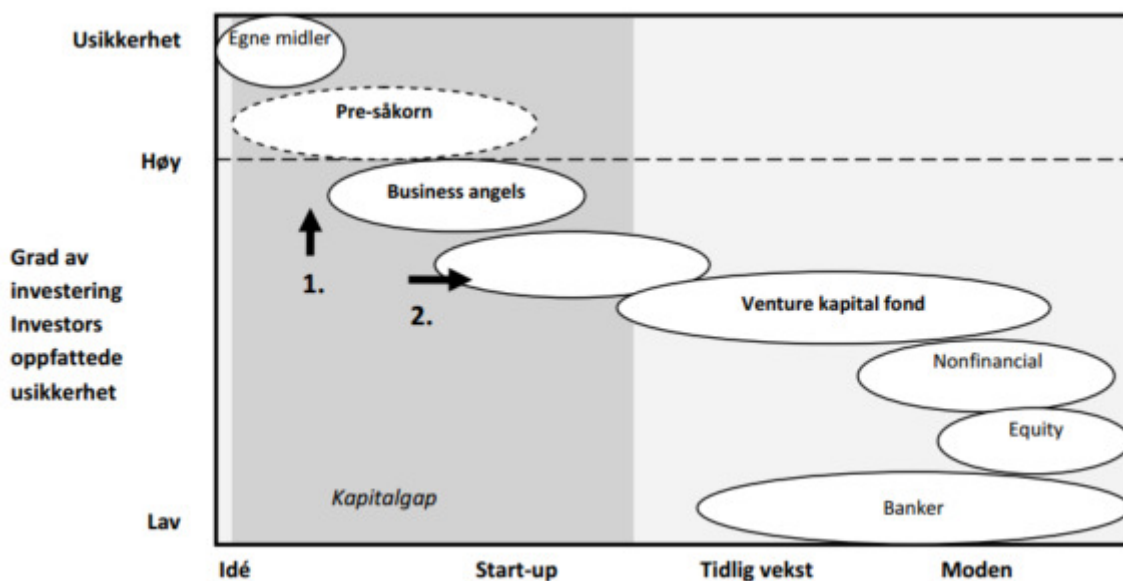 Usikkerhet
Egne midler
Pre-såkorn
Høy
Business angels
Grad av
investering
Investors
oppfattede
usikkerhet
1.
2.
Venture kapital fond
Nonfinancial
Equity
Kapitalgap
Banker
Lav
Idé
Start-up
Tidlig vekst
Moden